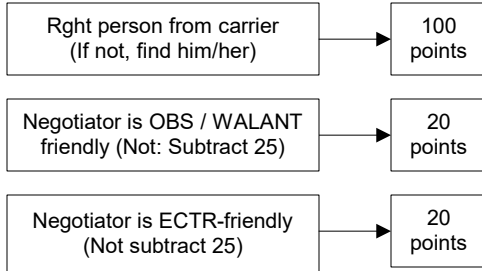 Rght person from carrier
(If not, find him/her)
100
points
Negotiator is OBS / WALANT
friendly (Not: Subtract 25)
20
points
Negotiator is ECTR-friendly
(Not subtract 25)
20
points